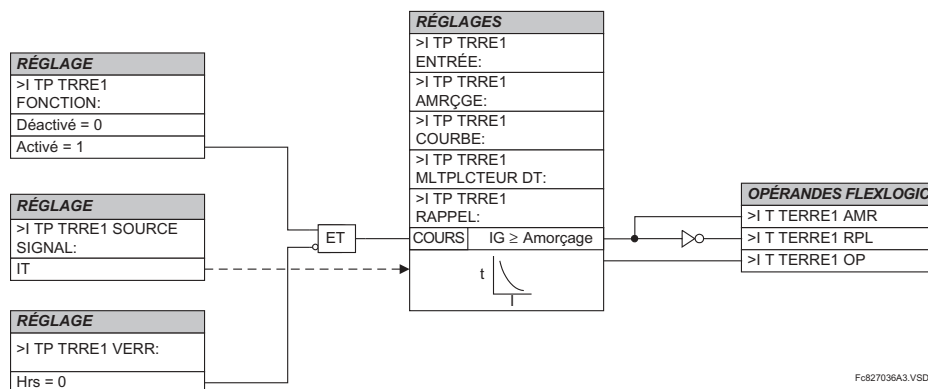 RÉGLAGE
>I TP TRRE1
FONCTION:
Déactivé = 0
Activé = 1
RÉGLAGE
>I TP TRRE1 SOURCE
SIGNAL:
IT
RÉGLAGE
>I TP TRRE1 VERR:
Hrs = 0
ET
RÉGLAGES
>I TP TRRE1
ENTRÉE:
>I TP TRRE1
AMRÇGE:
>I TP TRRE1
COURBE:
>I TP TRRE1
MLTPLCTEUR DT:
>I TP TRRE1
RAPPEL:
COURS IG ≥ Amorçage
t
I
OPÉRANDES FLEXLOGIC
>I T TERRE1 AMR
>I T TERRE1 RPL
>I T TERRE1 OP
Fc827036A3.VSD